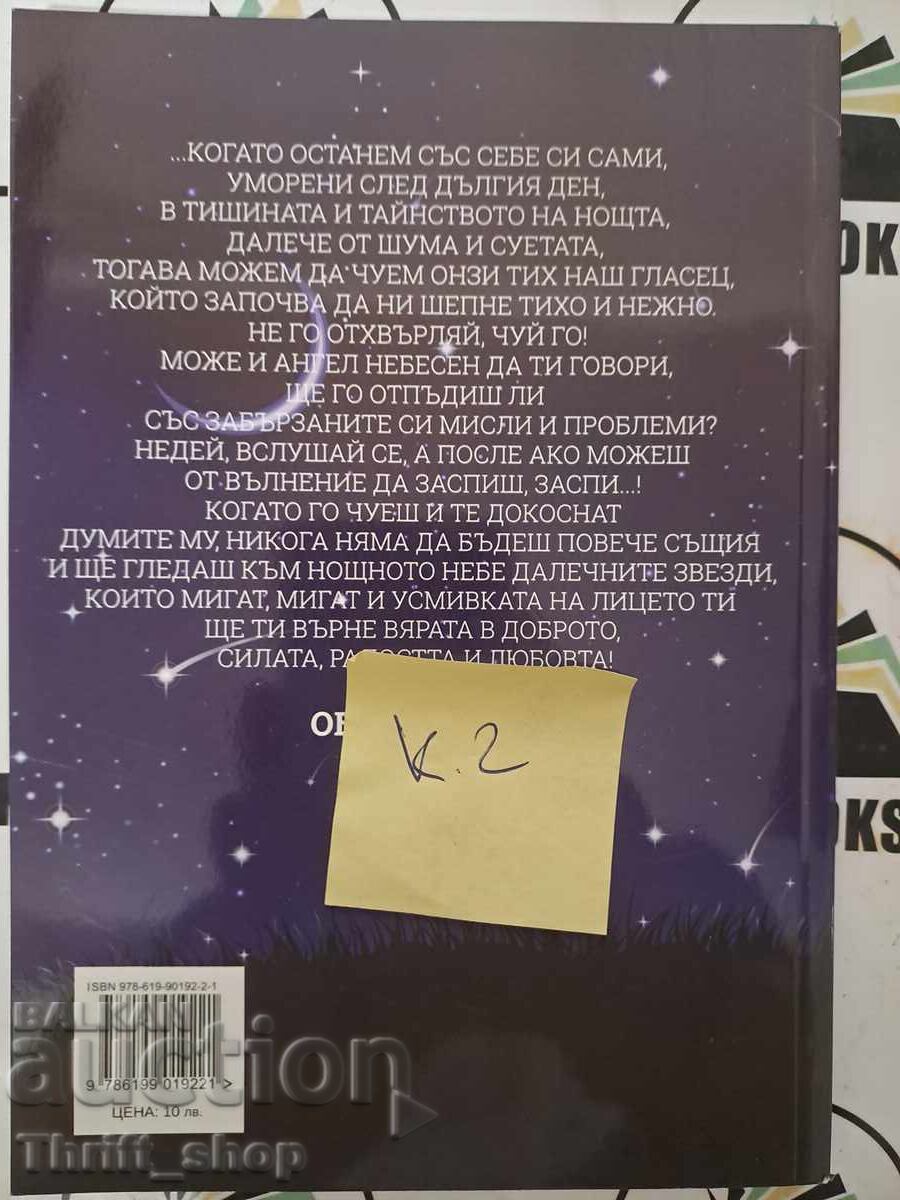 ...КОГАТО ОСТАНЕМ СЪС СЕБЕ СИ САМИ,
УМОРЕНИ СЛЕД ДЪЛГИЯ ДЕН,
В ТИШИНАТА И ТАЙНСТВОТО НА НОЩТА,
ДАЛЕЧЕ ОТ ШУМА И СУЕТАТА,
ТОГАВА МОЖЕМ ДА ЧУЕМ ОНЗИ ТИХ НАШ ГЛАСЕЦ,
КОЙТО ЗАПОЧВА ДА НИ ШЕПНЕ ТИХО И НЕЖНО.
НЕ ГО ОТХВЪРЛЯЙ, ЧУЙ ГО!
МОЖЕ И АНГЕЛ НЕБЕСЕН ДА ТИ ГОВОРИ,
ЩЕ ГО ОТПЪДИШ ЛИ
СЪС ЗАБЪРЗАНИТЕ СИ МИСЛИ И ПРОБЛЕМИ?
НЕДЕЙ, ВСЛУШАЙ СЕ, А ПОСЛЕ АКО МОЖЕШ
ОТ ВЪЛНЕНИЕ ДА ЗАСПИШ, ЗАСПИ...!
КОГАТО ГО ЧУЕШ И ТЕ ДОКОСНАТ
ДУМИТЕ МУ, НИКОГА НЯМА ДА БЪДЕШ ПОВЕЧЕ СЪЩИЯ
И ЩЕ ГЛЕДАШ КЪМ НОЩНОТО НЕБЕ ДАЛЕЧНИТЕ ЗВЕЗДИ,
КОИТО МИГАТ, МИГАТ И УСМИВКАТА НА ЛИЦЕТО ТИ
ЩЕ ТИ ВЪРНЕ ВЯРАТА В ДОБРОТО,
СИЛАТА, РАДОСТТА И ЛЮБОВТА!
к.2
ISBN 978-619-90192-2-1
9 786199 019221 >
ЦЕНА: 10 лв.
BALKAN
auction
Thrift_shop
OKS
OKS